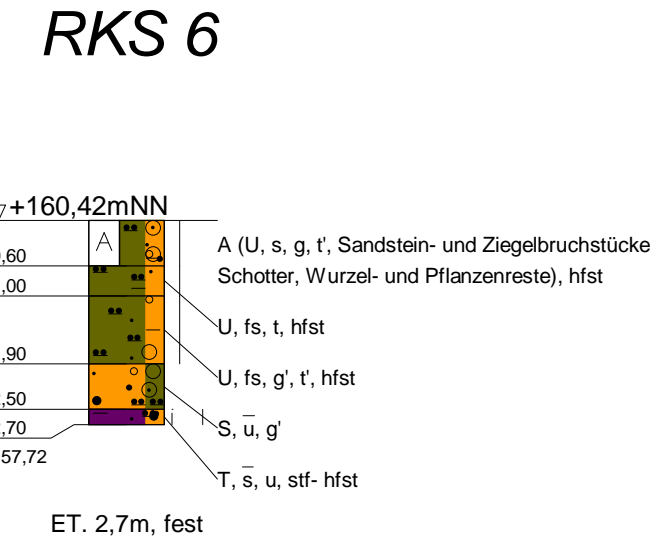 RKS 6
+160,42mNN
A
A (U, s, g, t', Sandstein- und Ziegelbruchstücke
Schotter, Wurzel- und Pflanzenreste), hfst
,60
,00
U, fs, t, hfst
,90
U, fs, g', t', hfst
,50
S, u̅, g'
,70
57,72
T, s̅, u, stf- hfst
ET. 2,7m, fest